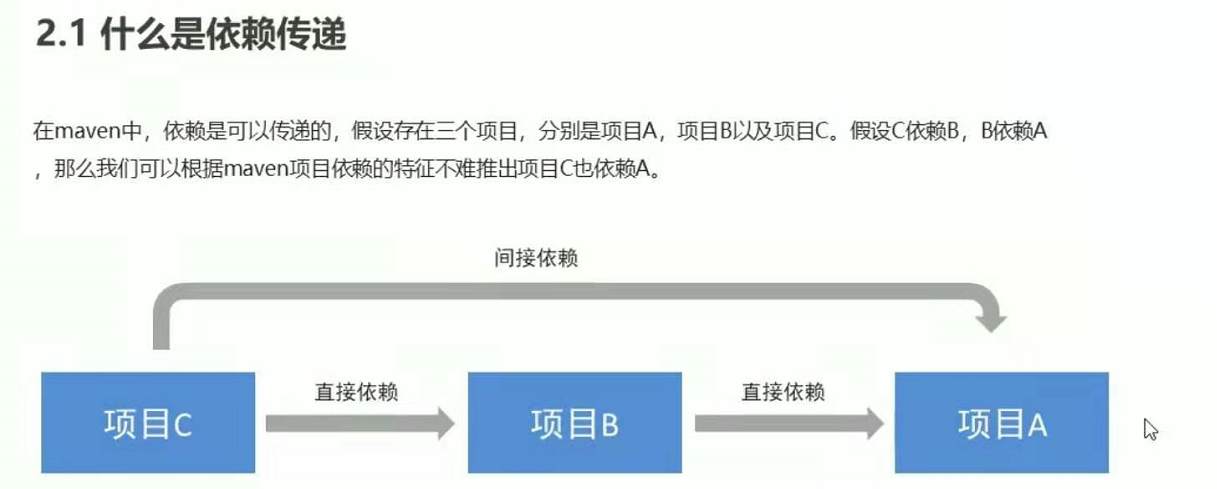 2.1 什么是依赖传递
在maven中，依赖是可以传递的，假设存在三个项目，分别是项目A，项目B以及项目C。假设C依赖B，B依赖A
，那么我们可以根据maven项目依赖的特征不难推出项目C也依赖A。
间接依赖
直接依赖
直接依赖
项目C
项目B
项目A